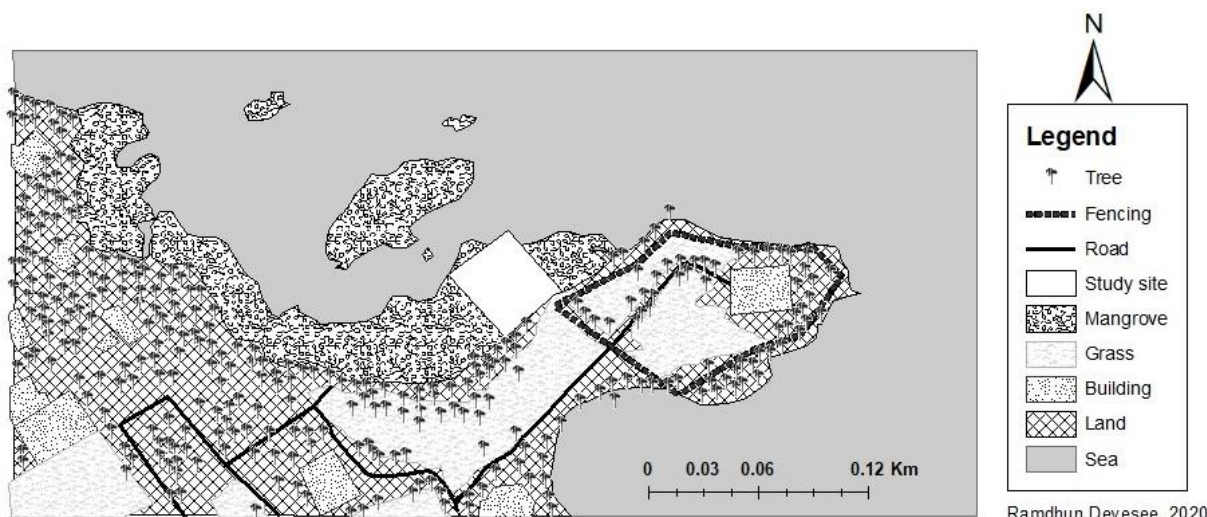 N
Legend
Tree
Fencing
Road
Study site
Mangrove
Grass
Building
Land
Sea
0 0.03 0.06 0.12 Km
Ramdhun Devesee, 2020